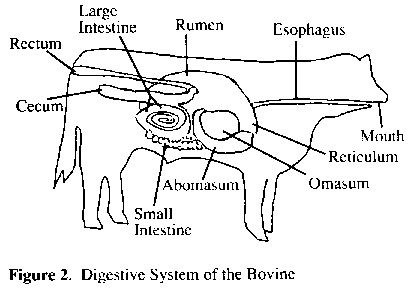 Large
Intestine
Rumen
Esophagus
Rectum
Cecum
Mouth
Reticulum
Omasum
Abomasum
Small
Intestine
Figure 2. Digestive System of the Bovine